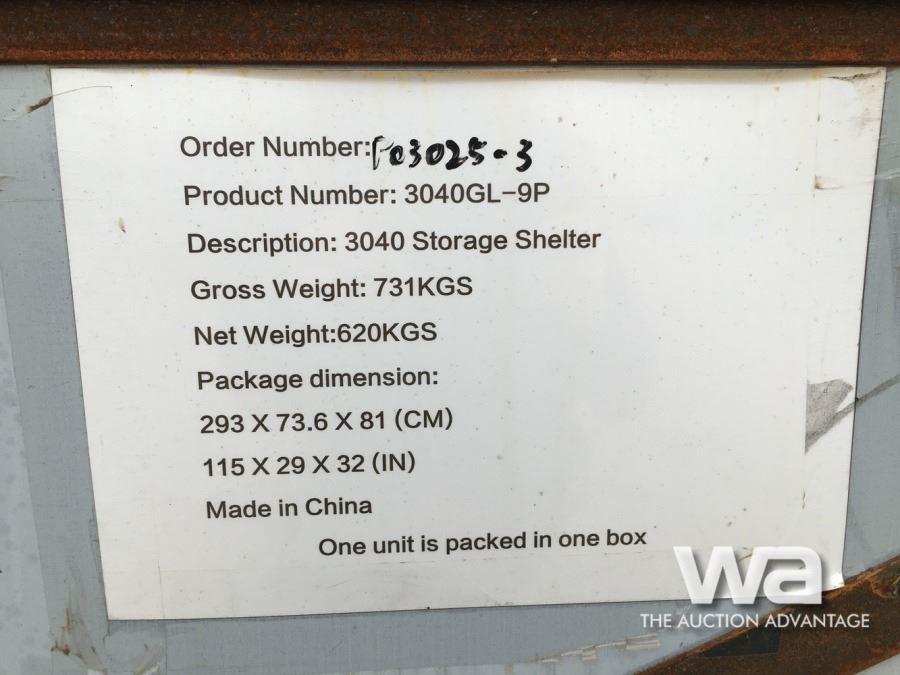 Order Number:F03025-3
Product Number: 3040GL-9P
Description: 3040 Storage Shelter
Gross Weight: 731KGS
Net Weight:620KGS
Package dimension:
293 X 73.6 X 81 (CM)
115 X 29 X 32 (IN)
Made in China
One unit is packed in one box
wa
THE AUCTION ADVANTAGE